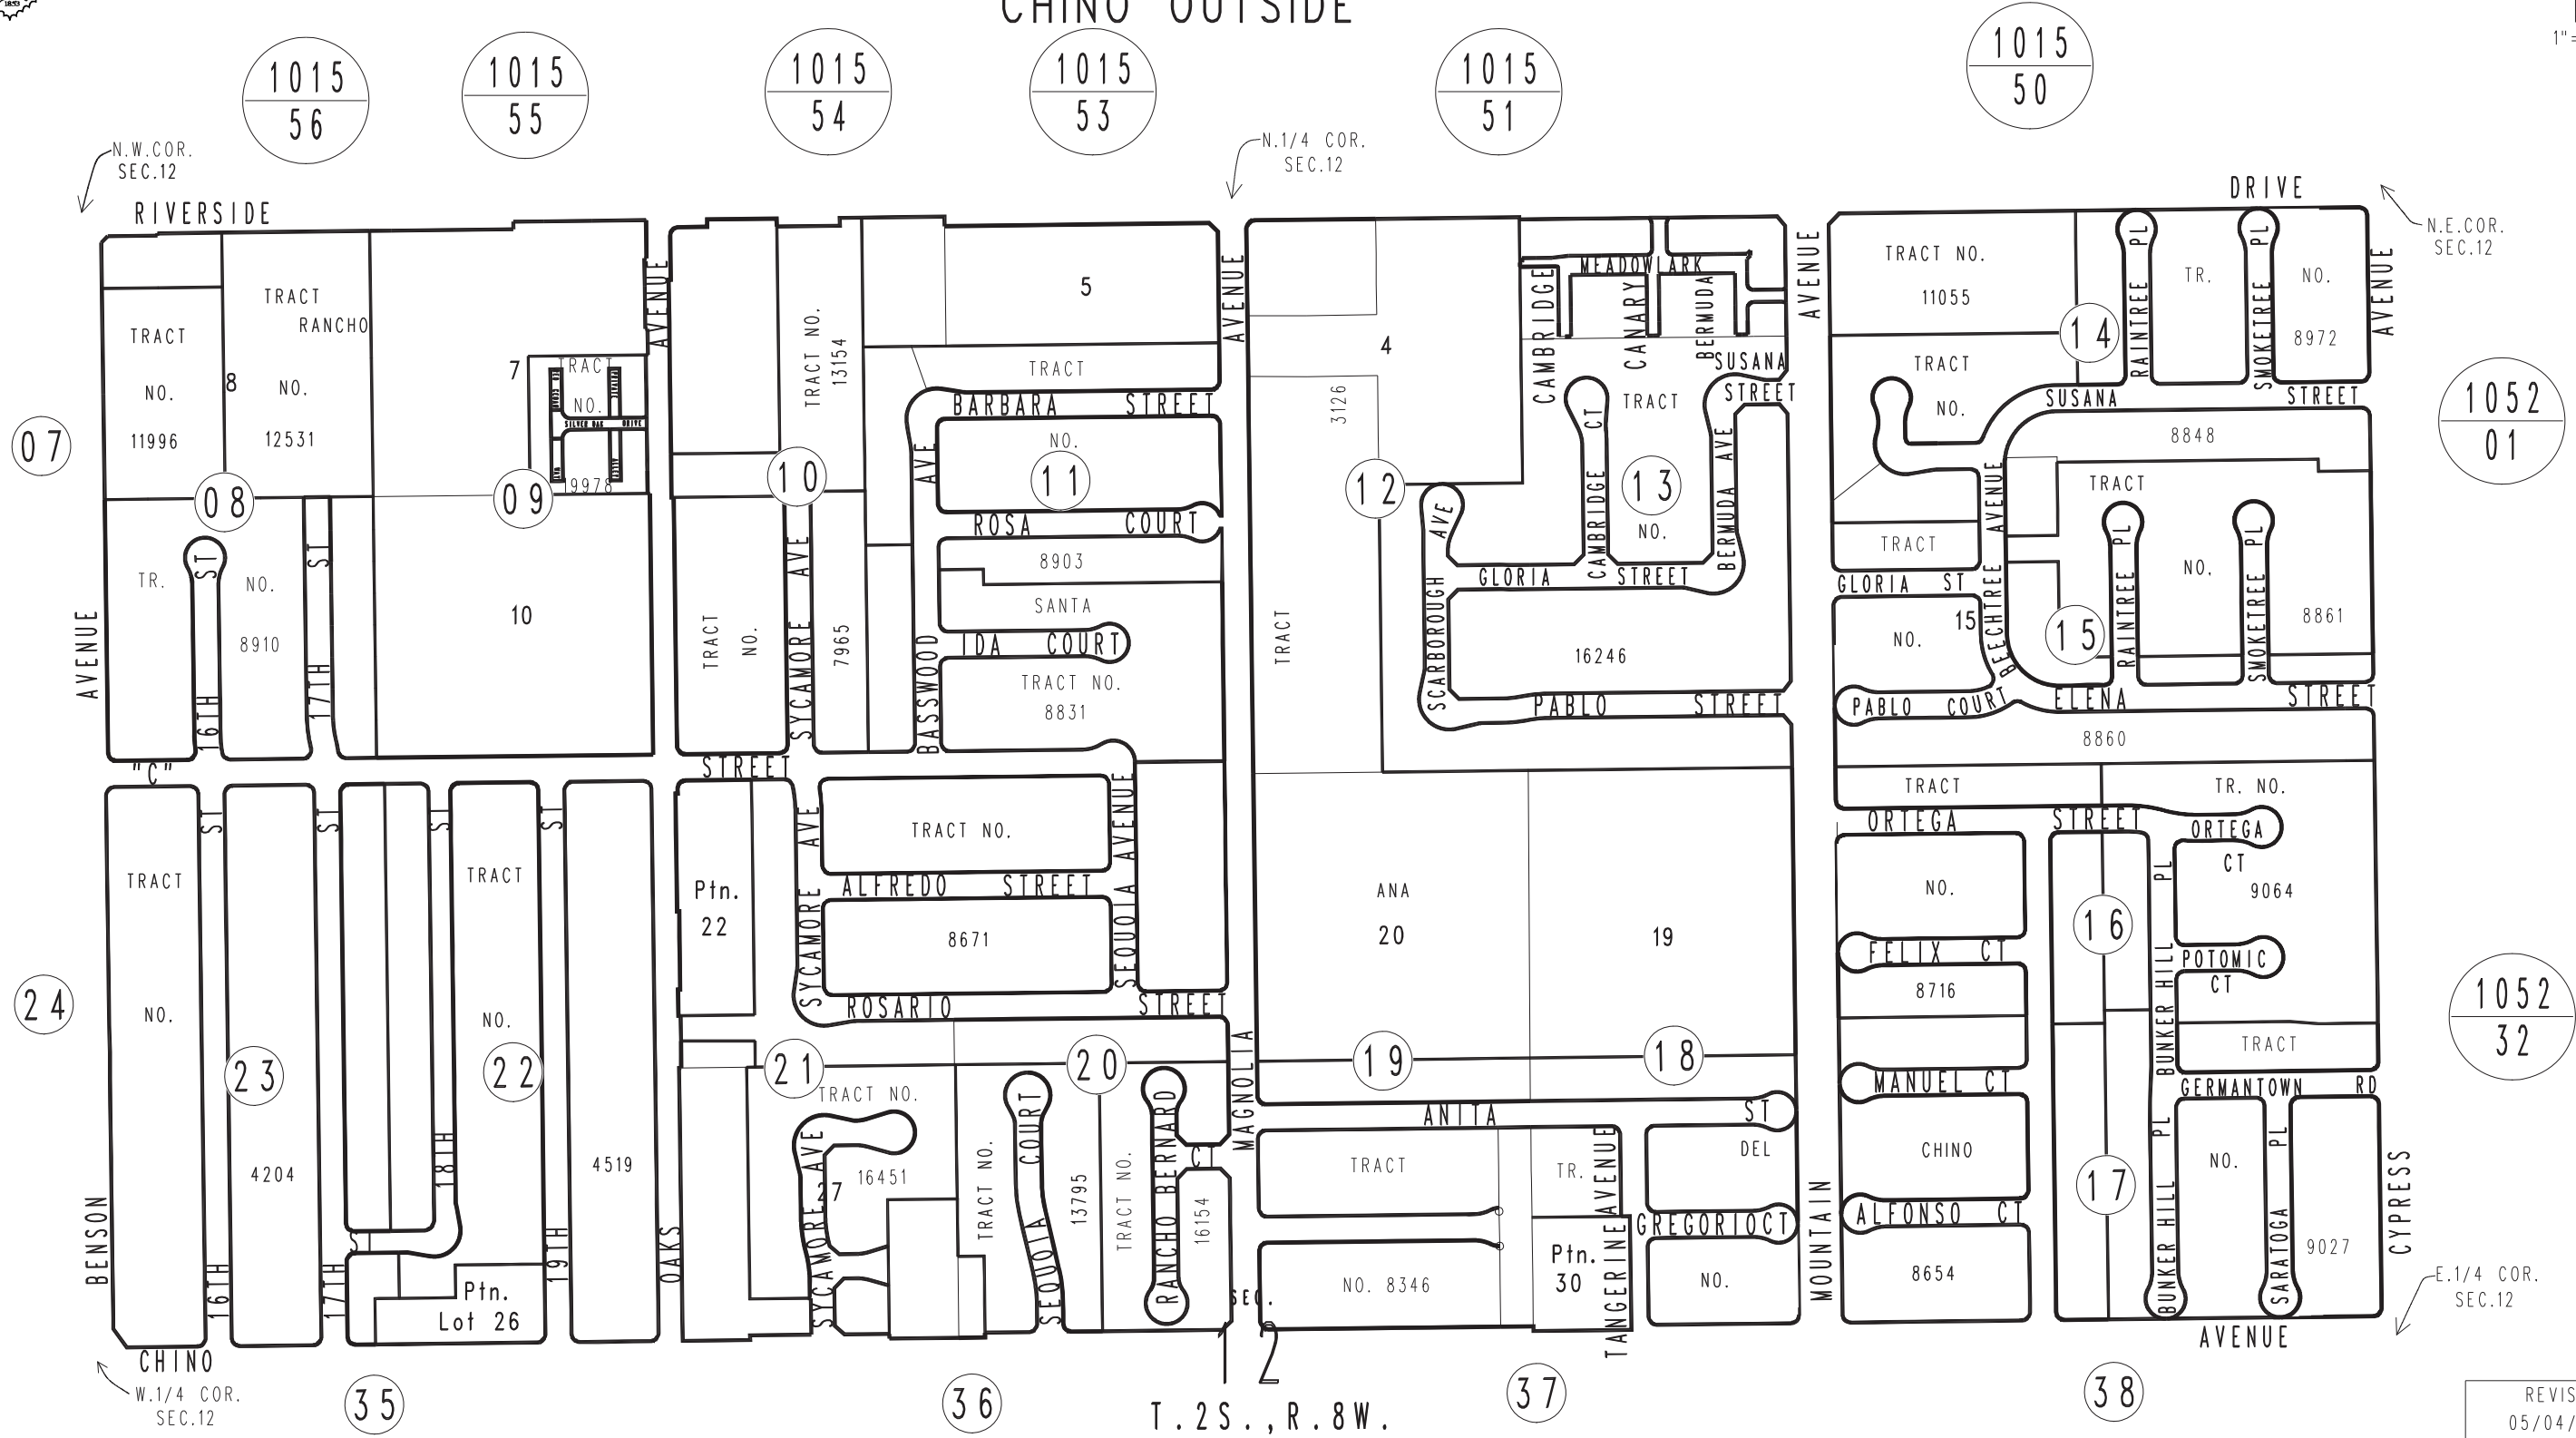 CHINO OUTSIDE
1"=
1015
56
1015
55
1015
54
1015
53
1015
51
1015
50
N.W.COR.
SEC.12
N.1/4 COR.
SEC.12
N.E.COR.
SEC.12
RIVERSIDE
DRIVE
AVENUE
AVENUE
AVENUE
AVENUE
TRACT
NO.
11996
TRACT
RANCHO
8
NO.
12531
7
TRACT
NO.
SILVER OAK DRIVE
19978
TRACT NO.
13154
5
TRACT
BARBARA STREET
NO.
11
ROSA COURT
8903
SANTA
IDA COURT
TRACT NO.
8831
BASSWOOD AVE
4
3126
TRACT
MEADOWLARK
CAMBRIDGE
CANARY
BERMUDA
SUSANA
STREET
TRACT
13
NO.
CAMBRIDGE CT
BERMUDA AVE
12
SCARBOROUGH AVE
GLORIA STREET
16246
PABLO STREET
TRACT NO.
11055
14
RAINTREE PL
TR.
SMOKETREE PL
NO.
8972
TRACT
NO.
SUSANA STREET
8848
TRACT
BEECHTREE AVENUE
TRACT
GLORIA ST
NO.
15
15
RAINTREE PL
NO.
SMOKETREE PL
8861
PABLO COURT
ELENA STREET
8860
1052
01
07
08
09
10
TR.
16TH ST
NO.
8910
17TH ST
10
AVENUE
TRACT
NO.
SYCAMORE AVE
7965
"C"
STREET
TRACT
NO.
ST
ST
ST
ST
TRACT
NO.
24
23
22
4204
4519
18TH
ST
16TH
17TH
19TH
BENSON
OAKS
Ptn.
Lot 26
Ptn.
22
SYCAMORE AVE
TRACT NO.
ALFREDO STREET
8671
SEQUOIA AVENUE
ROSARIO STREET
21
20
TRACT NO.
SYCAMORE AVE
27
16451
TRACT NO.
SEQUOIA COURT
13795
TRACT NO.
RANCHO BERNARD
CT
16154
MAGNOLIA
ANA
20
19
19
18
ANITA ST
TRACT
TR.
DEL
TANGERINE AVENUE
GREGORIO CT
NO. 8346
Ptn.
30
NO.
MOUNTAIN
TRACT
TR. NO.
ORTEGA STREET
ORTEGA
CT
NO.
9064
16
BUNKER HILL PL
FELIX CT
POTOMIC
CT
8716
TRACT
MANUEL CT
GERMANTOWN RD
CHINO
17
BUNKER HILL PL
NO.
SARATOGA PL
ALFONSO CT
8654
9027
CYPRESS
1052
32
E.1/4 COR.
SEC.12
CHINO
AVENUE
W.1/4 COR.
SEC.12
SEC.
12
35
36
37
38
T.2S.,R.8W.
REVIS
05/04/